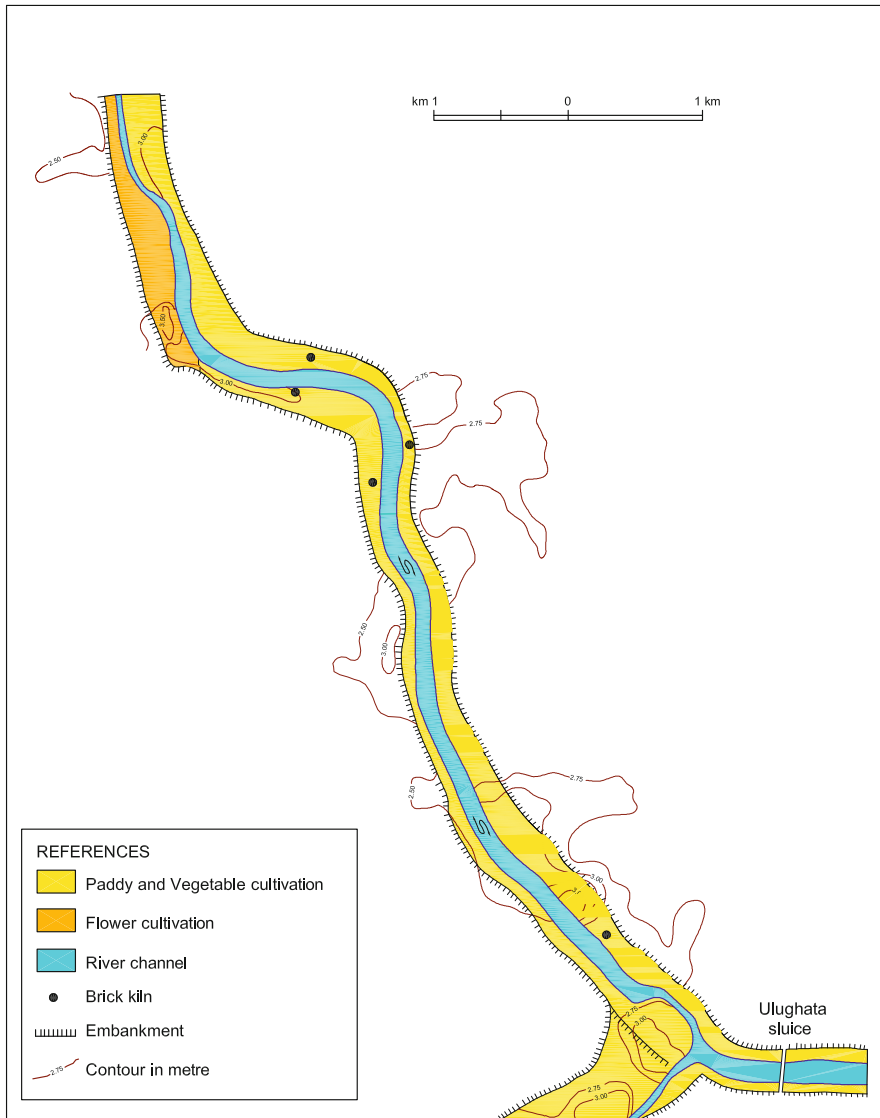 km 1 0 1 km
3.00
2.50
3.50
3.00
2.75
2.75
2.50
3.00
2.75
2.50
3.00
2.75
3.00
Ulughata
sluice
2.75
3.00
REFERENCES
Paddy and Vegetable cultivation
Flower cultivation
River channel
Brick kiln
Embankment
2.75 Contour in metre